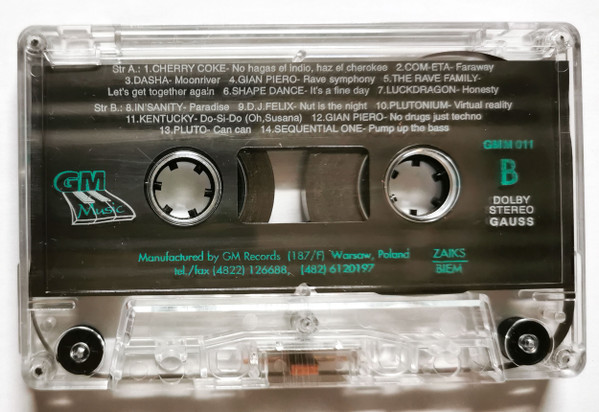 Str A.: 1.CHERRY COKE- No hagas el indio, haz el cherokee 2.COM-ETA- Faraway
3.DASHA- Moonriver 4.GIAN PIERO- Rave symphony 5.THE RAVE FAMILY-
Let's get together again 6.SHAPE DANCE- It's a fine day 7.LUCKDRAGON- Honesty
Str B.: 8.IN'SANITY- Paradise 9.D.J.FELIX- Nut is the night 10.PLUTONIUM- Virtual reality
11.KENTUCKY- Do-Si-Do (Oh,Susana) 12.GIAN PIERO- No drugs just techno
13.PLUTO- Can can 14.SEQUENTIAL ONE- Pump up the bass
GMM 011
B
DOLBY
STEREO
GAUSS
GM
Music
Manufactured by GM Records (187/f) Warsaw, Poland
tel./fax (4822) 126688, (482) 6120197
ZAIKS
BIEM